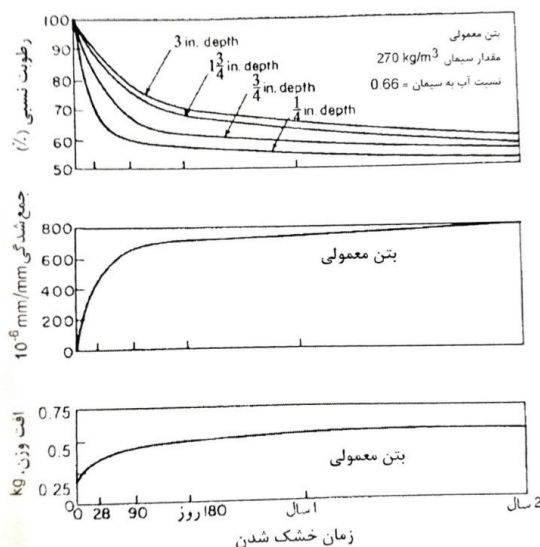 رطوبت نسبی (٪)
100
90
80
70
60
50
3 in. depth
1 3/4 in. depth
3/4 in. depth
1/4 in. depth
بتن معمولی
مقدار سیمان 270 kg/m³
نسبت آب به سیمان = 0.66
جمع شدگی 10⁻⁶ mm/mm
800
600
400
200
0
بتن معمولی
افت وزن، kg
0.75
0.5
0.25
بتن معمولی
0 28 90 180 روز 1 سال 2 سال
زمان خشک شدن